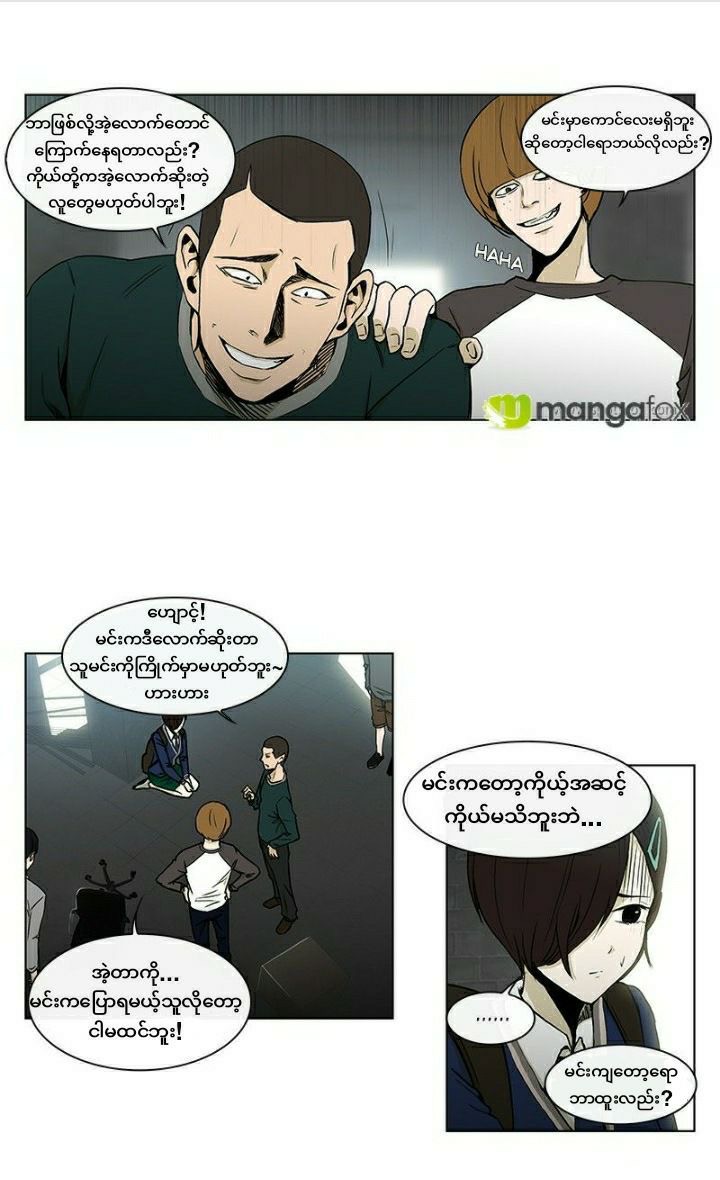 ဘာဖြစ်လို့အဲ့လောက်တောင်
ကြောက်နေရတာလည်း?
ကိုယ်တို့ကအဲ့လောက်ဆိုးတဲ့
လူတွေမဟုတ်ပါဘူး!
မင်းမှာကောင်လေးမရှိဘူး
ဆိုတော့ငါရောဘယ်လိုလည်း?
HAHA
mangafox
ဟျောင့်!
မင်းကဒီလောက်ဆိုးတာ
သူမင်းကိုကြိုက်မှာမဟုတ်ဘူး~
ဟားဟား
မင်းကတော့ကိုယ့်အဆင့်
ကိုယ်မသိဘူးဘဲ...
အဲ့တာကို...
မင်းကပြောရမယ့်သူလိုတော့
ငါမထင်ဘူး!
......
မင်းကျတော့ရော
ဘာထူးလည်း?